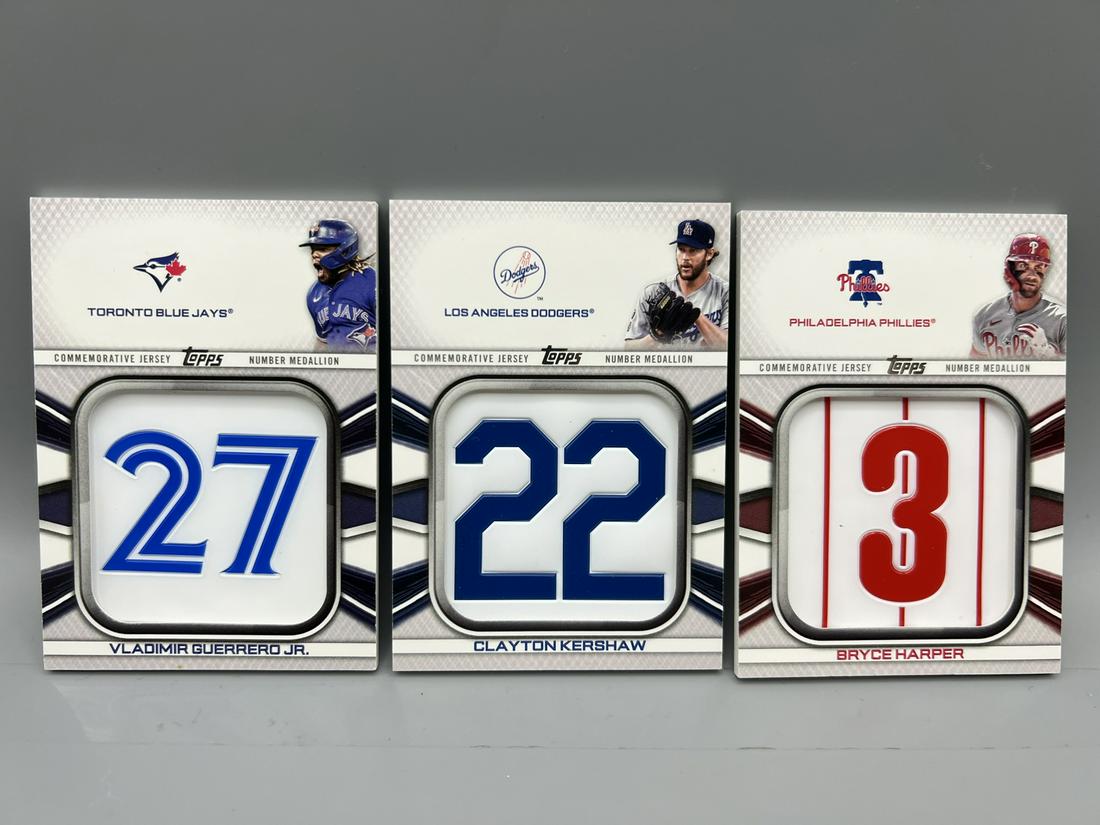 TORONTO BLUE JAYS®
COMMEMORATIVE JERSEY Topps NUMBER MEDALLION
27
VLADIMIR GUERRERO JR.
Dodgers
LA
LOS ANGELES DODGERS®
COMMEMORATIVE JERSEY Topps NUMBER MEDALLION
22
CLAYTON KERSHAW
Phillies
P
PHILADELPHIA PHILLIES®
COMMEMORATIVE JERSEY Topps NUMBER MEDALLION
3
BRYCE HARPER